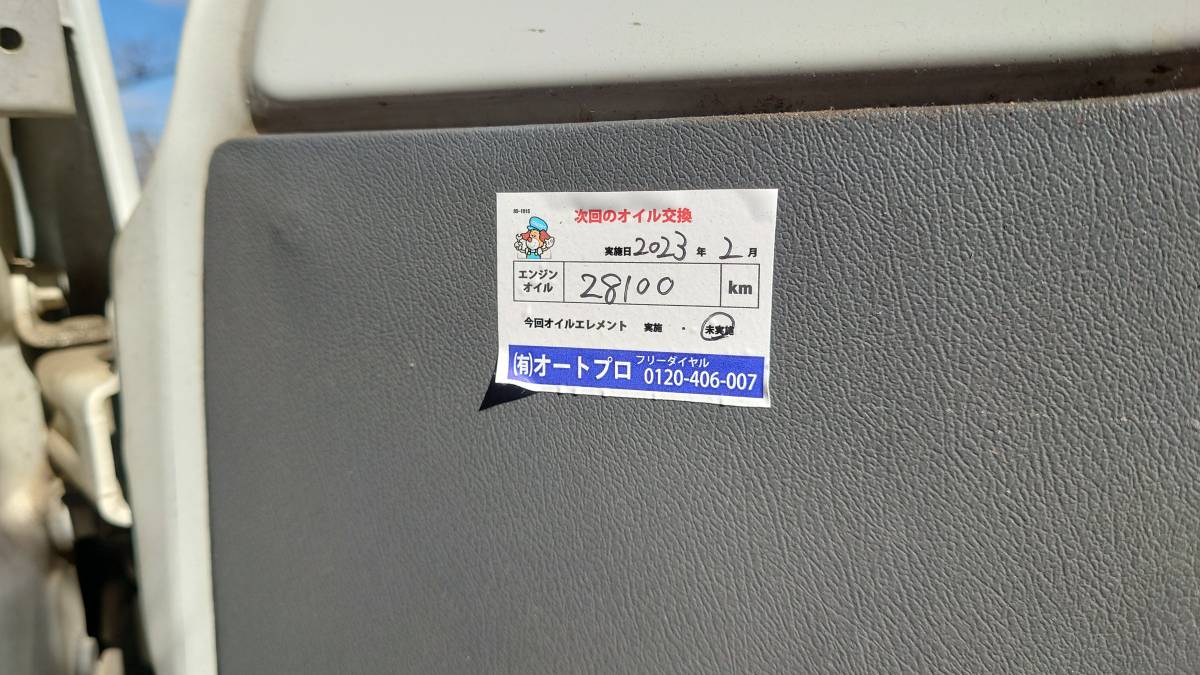 次回のオイル交換
実施日 2023 年 2 月
エンジンオイル 28100 km
今回オイルエレメント 実施 ・ 未実施
㈲オートプロ フリーダイヤル 0120-406-007